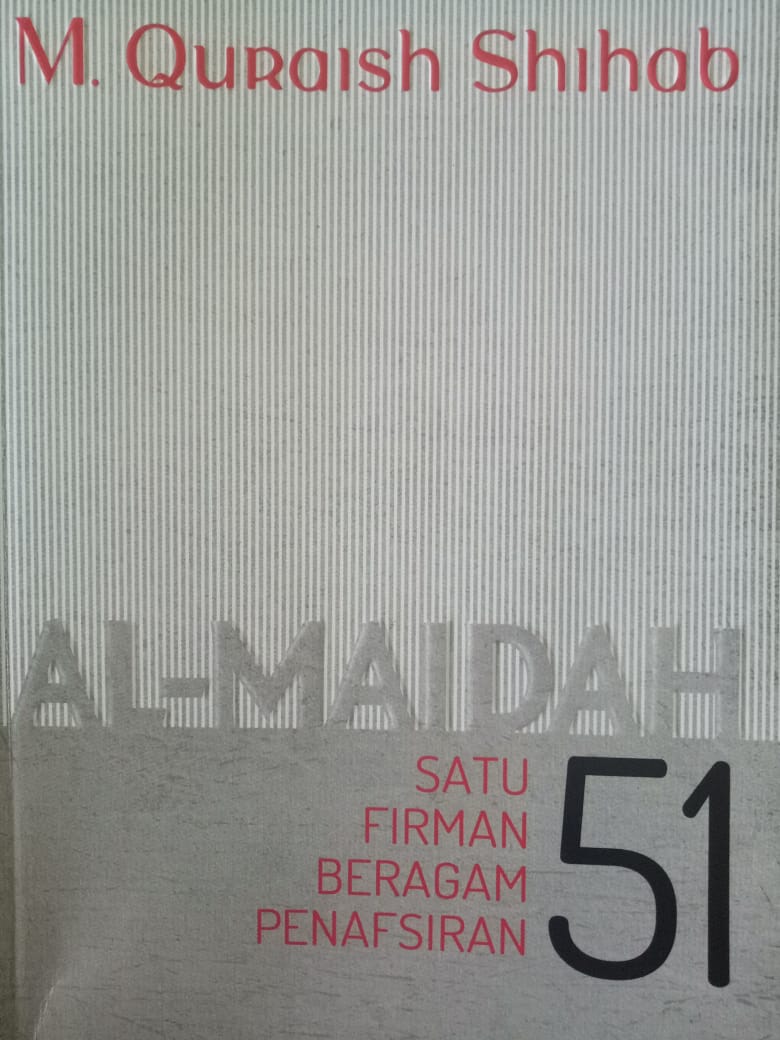 M. Quraish Shihab
AL-MAIDAH
51
SATU
FIRMAN
BERAGAM
PENAFSIRAN